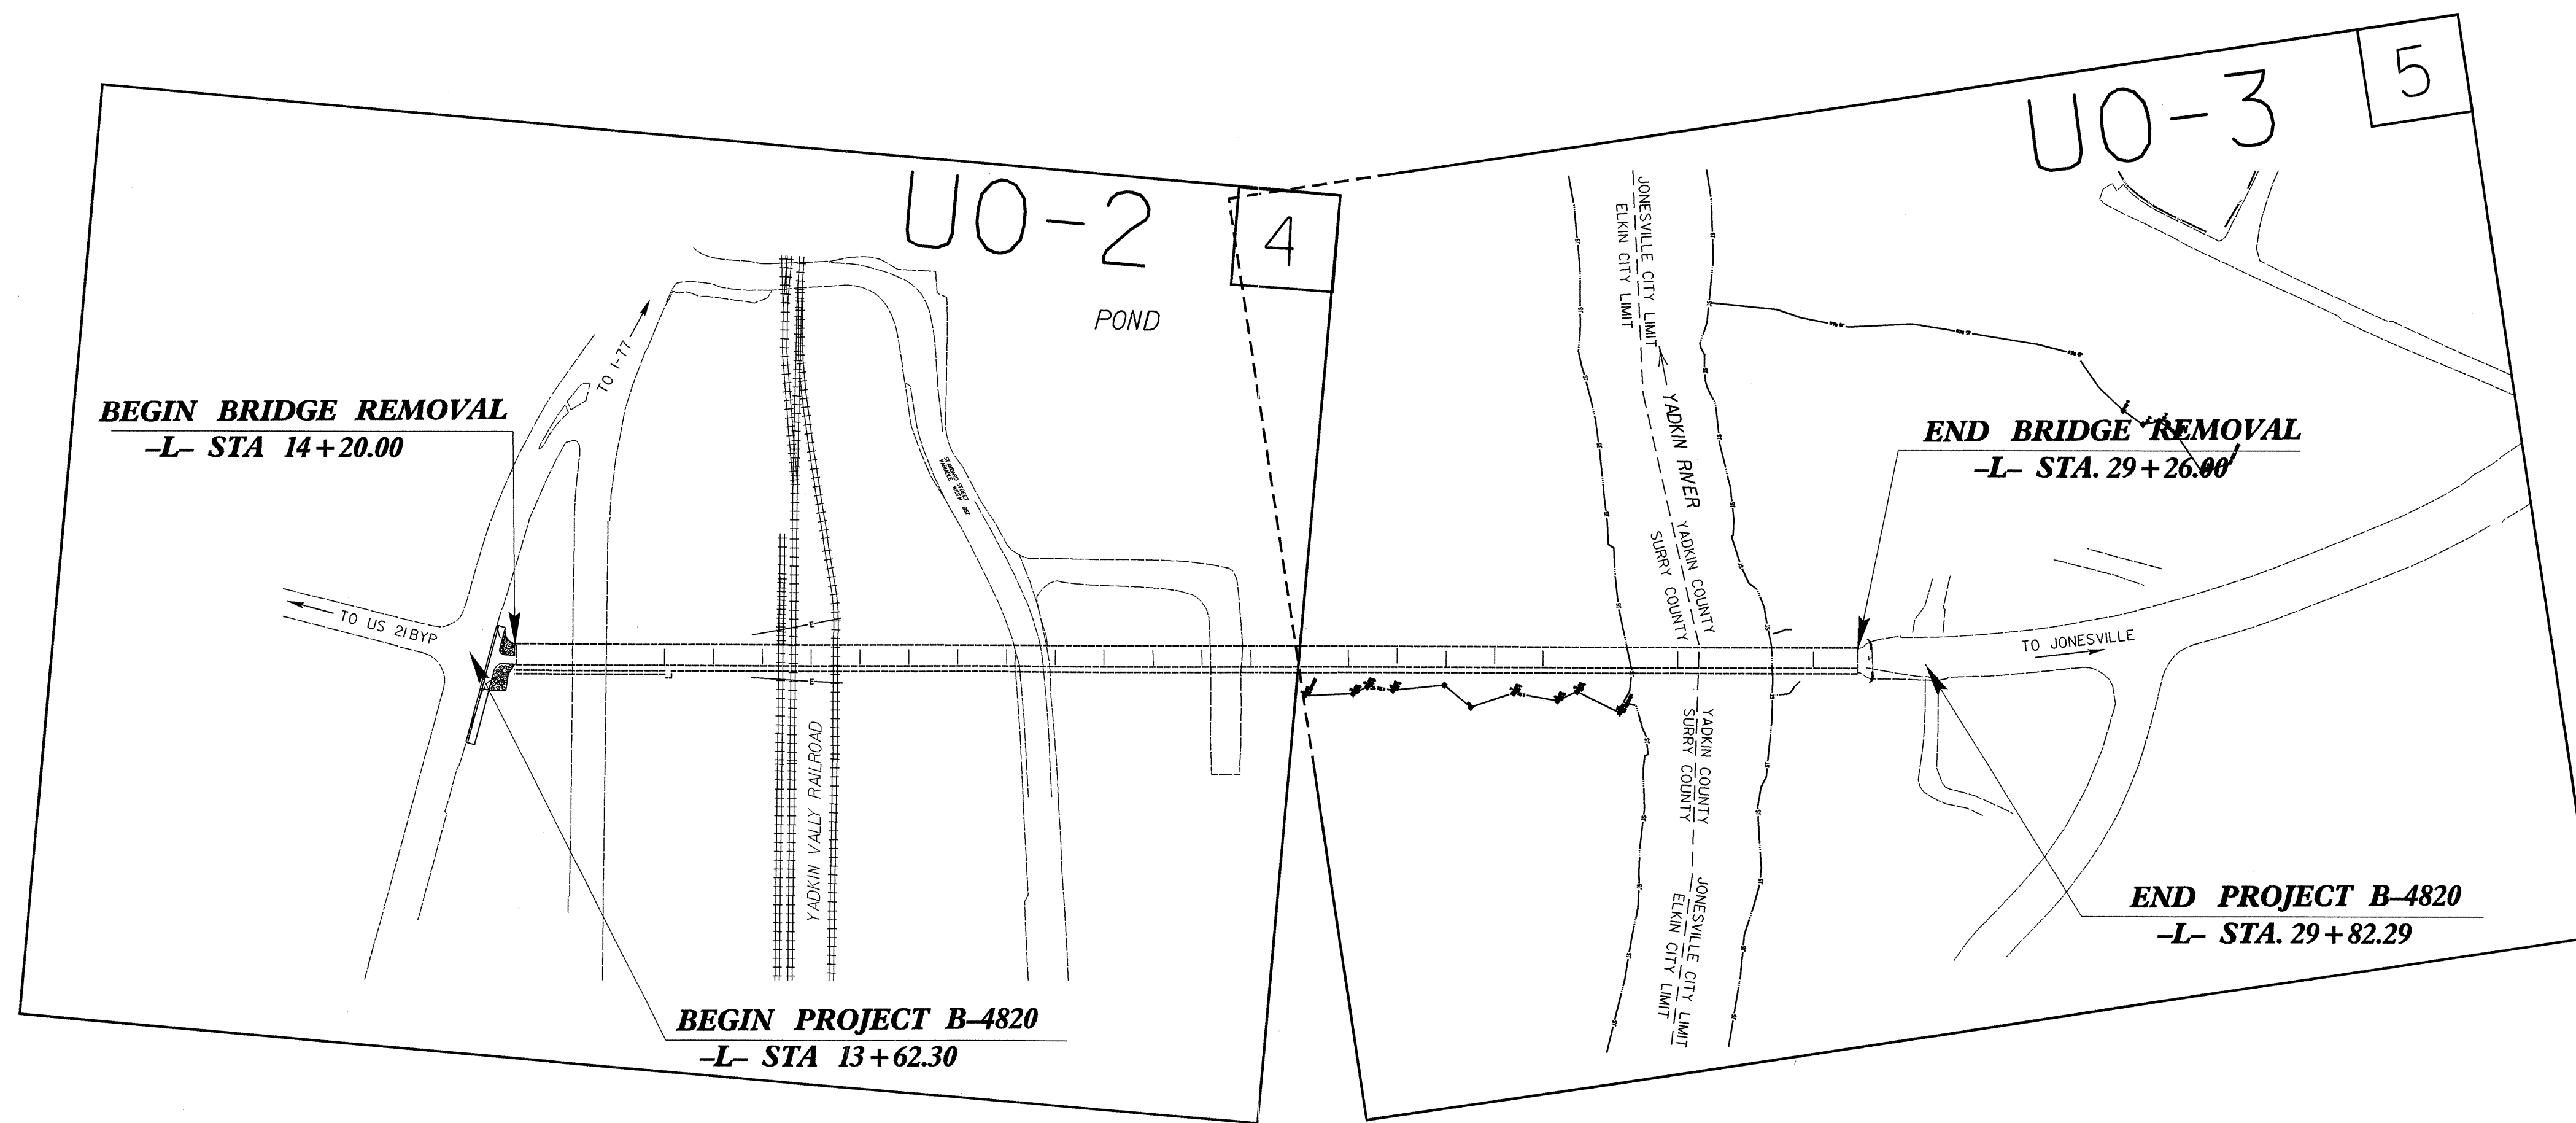 UO-2
4
POND
TO I-77
BEGIN BRIDGE REMOVAL
-L- STA 14+20.00
TO US 21BYP
E
E
YADKIN VALLY RAILROAD
BEGIN PROJECT B-4820
-L- STA 13+62.30
UO-3
5
JONESVILLE CITY LIMIT
ELKIN CITY LIMIT
YADKIN RIVER
YADKIN COUNTY
SURRY COUNTY
YADKIN COUNTY
SURRY COUNTY
JONESVILLE CITY LIMIT
ELKIN CITY LIMIT
END BRIDGE REMOVAL
-L- STA. 29+26.00
TO JONESVILLE
END PROJECT B-4820
-L- STA. 29+82.29